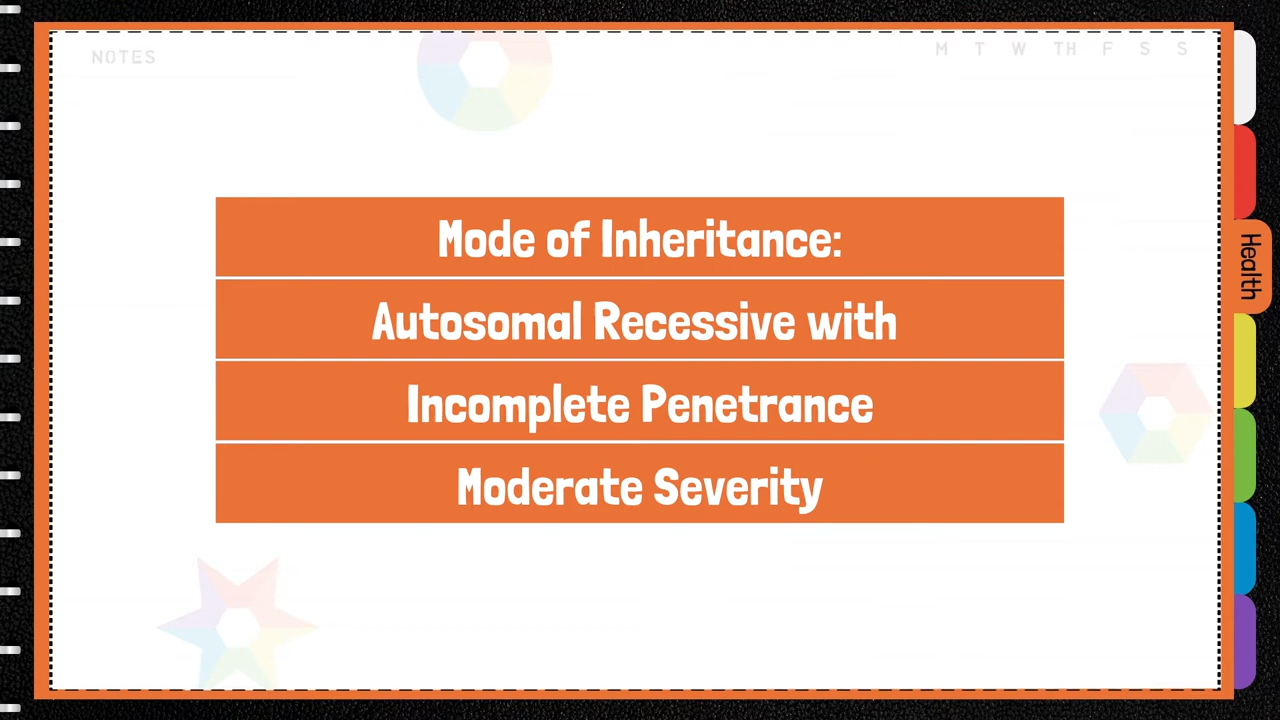 NOTES
M T W TH F S S
Mode of Inheritance:
Autosomal Recessive with
Incomplete Penetrance
Moderate Severity
Health